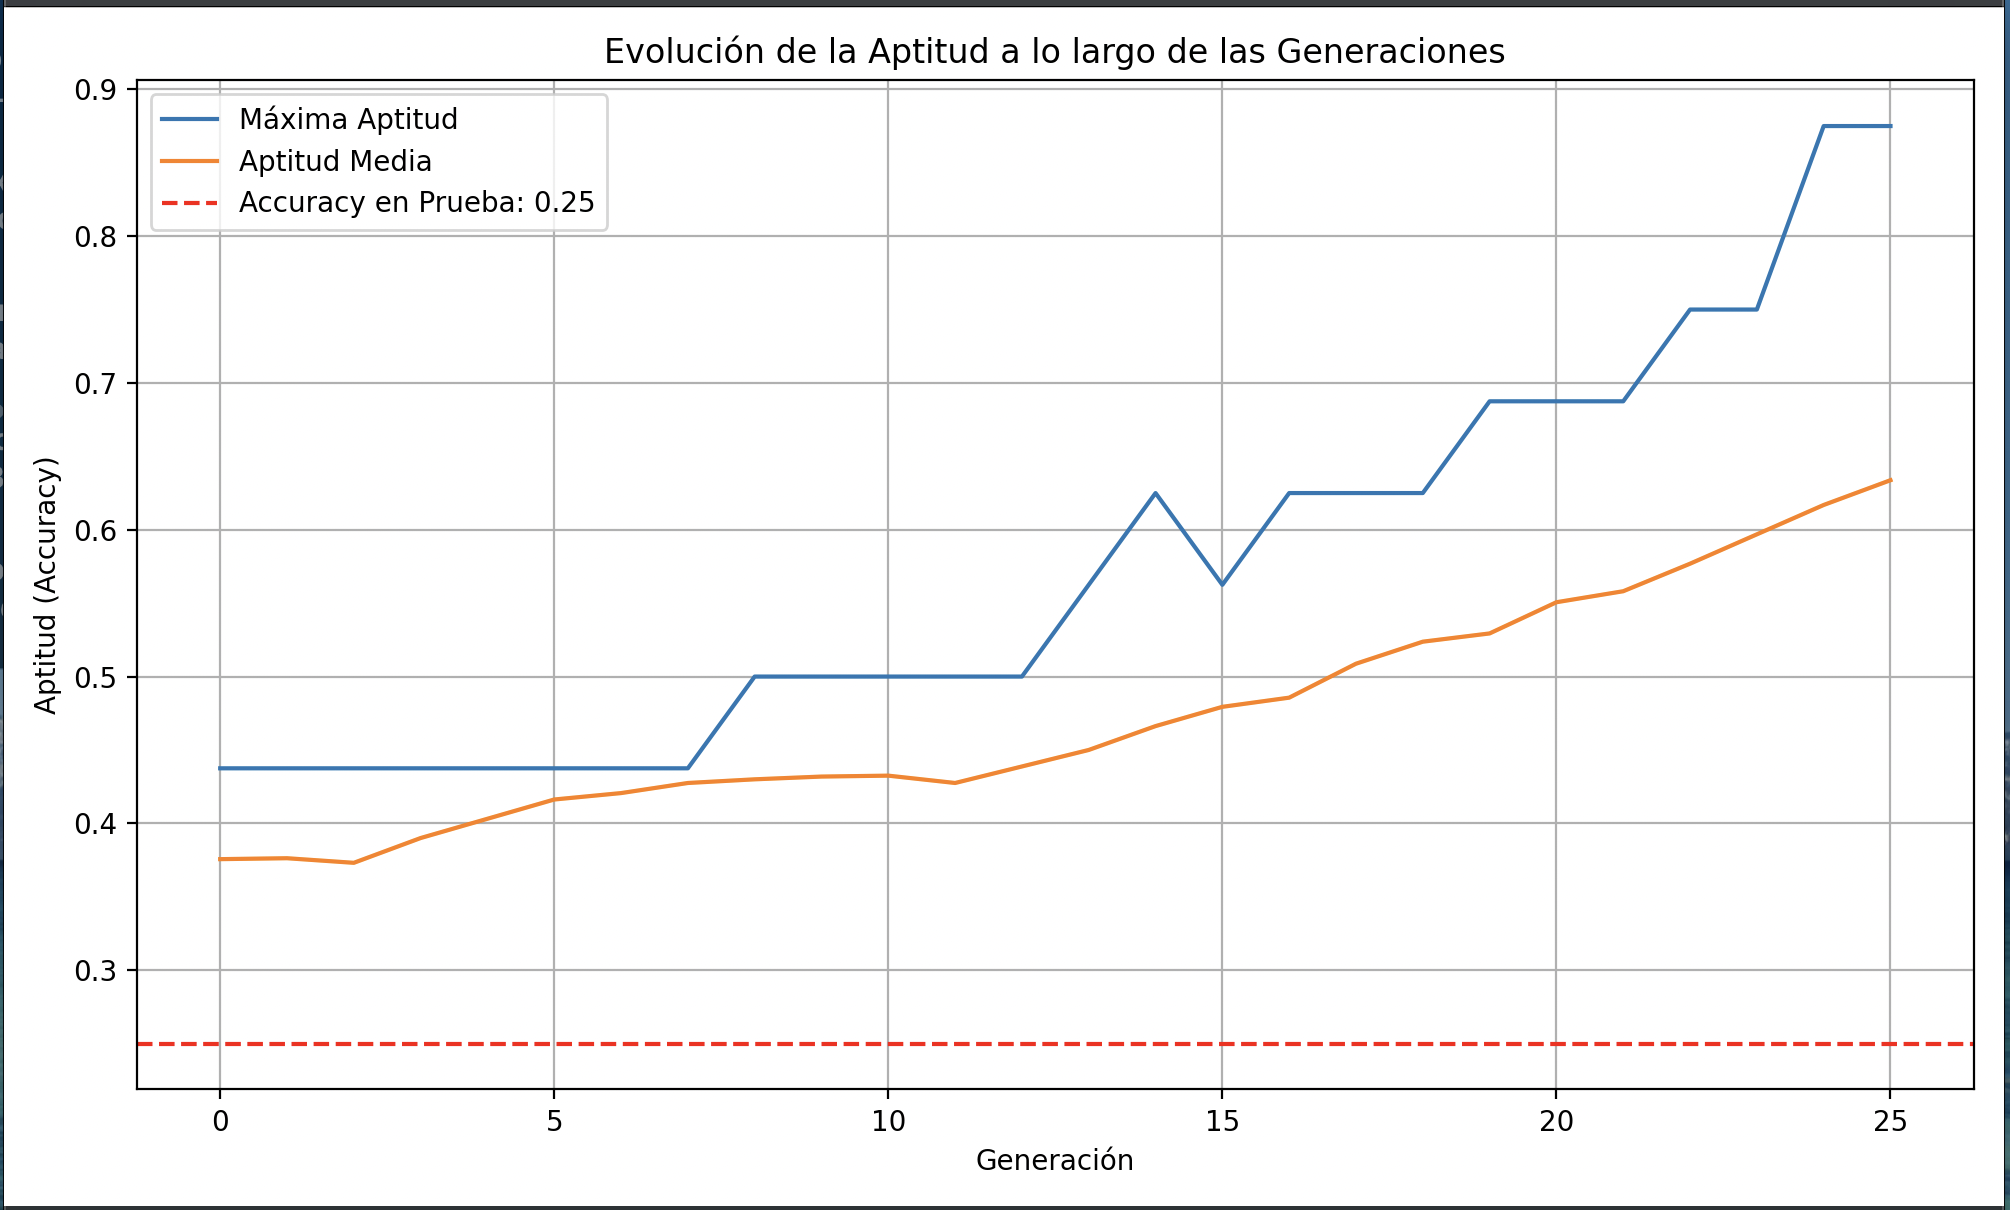 Evolución de la Aptitud a lo largo de las Generaciones
Máxima Aptitud
Aptitud Media
Accuracy en Prueba: 0.25
0.9
0.8
0.7
0.6
0.5
0.4
0.3
Aptitud (Accuracy)
0 5 10 15 20 25
Generación